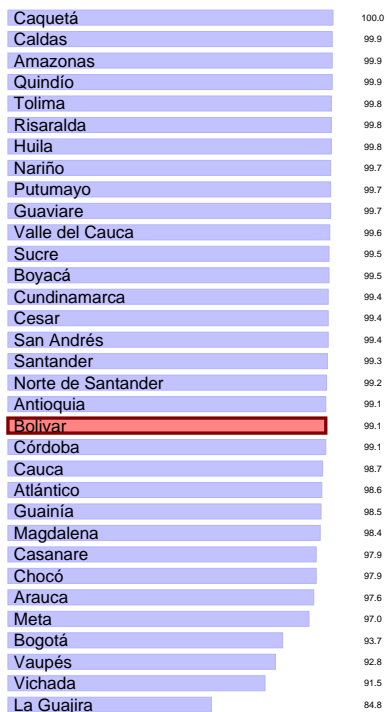 Caquetá 100.0
Caldas 99.9
Amazonas 99.9
Quindío 99.9
Tolima 99.8
Risaralda 99.8
Huila 99.8
Nariño 99.7
Putumayo 99.7
Guaviare 99.7
Valle del Cauca 99.6
Sucre 99.5
Boyacá 99.5
Cundinamarca 99.4
Cesar 99.4
San Andrés 99.4
Santander 99.3
Norte de Santander 99.2
Antioquia 99.1
Bolivar 99.1
Córdoba 99.1
Cauca 98.7
Atlántico 98.6
Guainía 98.5
Magdalena 98.4
Casanare 97.9
Chocó 97.9
Arauca 97.6
Meta 97.0
Bogotá 93.7
Vaupés 92.8
Vichada 91.5
La Guajira 84.8